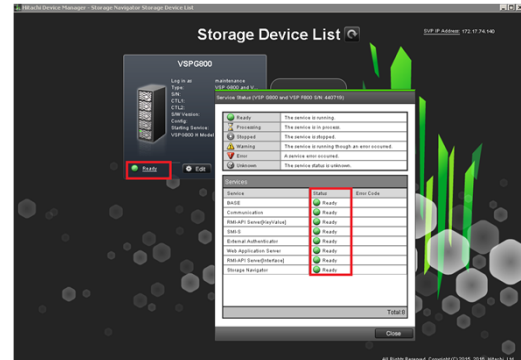 Hitachi Device Manager - Storage Navigator Storage Device List
Storage Device List
SVP IP Address: 172.17.74.140
VSPG800
Log in as: maintenance
Type: VSP G800 and V...
S/N:
CTL1:
CTL2:
S/W Version:
Config:
Starting Service:
VSP G800 H Model
Ready Edit
Service Status (VSP G800 and VSP F800 S/N: 440710)
Ready The service is running.
Processing The service is in process.
Stopped The service is stopped.
Warning The service is running though an error occurred.
Error A service error occurred.
Unknown The service status is unknown.
Services:
Service Status Error Code
BASE Ready
Communication Ready
RMI-API Server[KeyValue] Ready
SMI-S Ready
External Authenticator Ready
Web Application Server Ready
RMI-API Server[Interface] Ready
Storage Navigator Ready
Total:8
Close
All Rights Reserved. Copyright(C) 2015, 2015, Hitachi, Ltd.